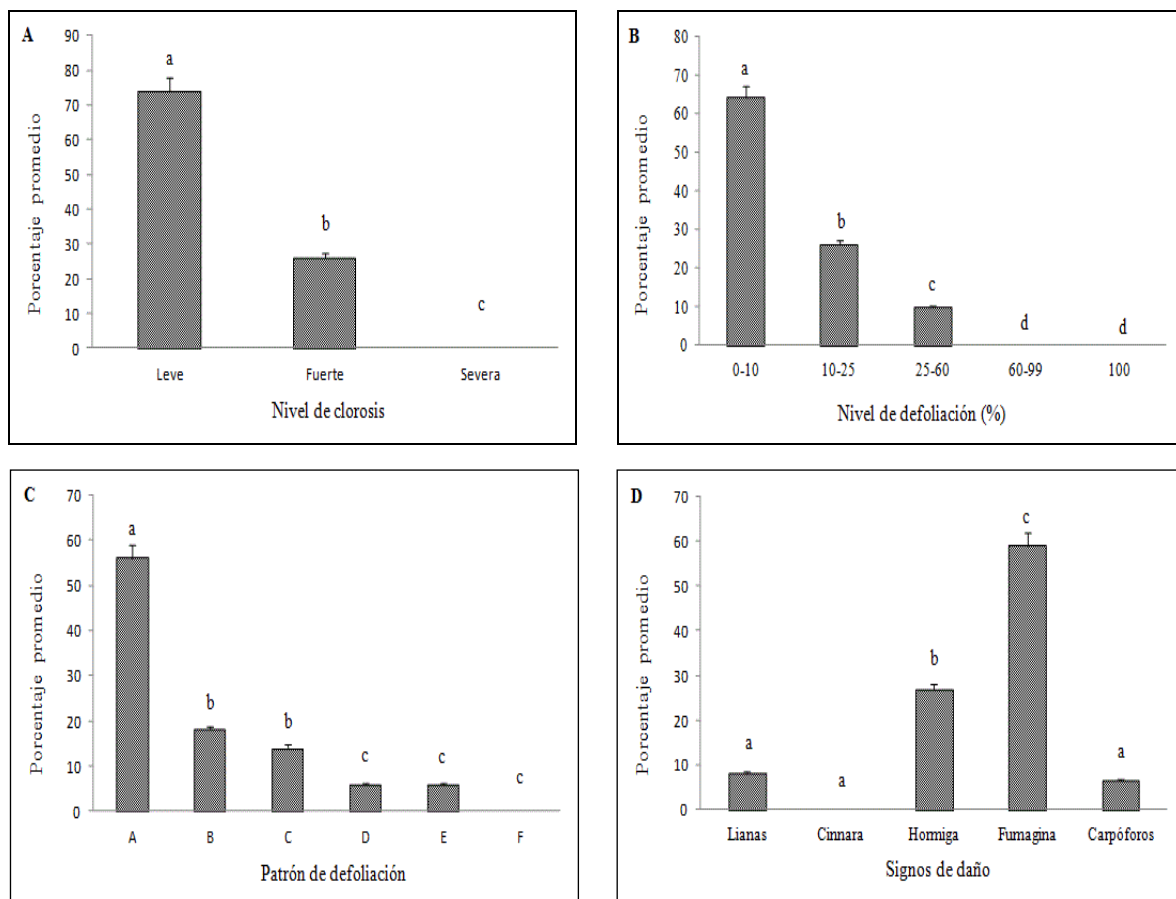 A
Porcentaje promedio
90
80
70
60
50
40
30
20
10
0
a
b
c
Leve Fuerte Severa
Nivel de clorosis
B
Porcentaje promedio
80
70
60
50
40
30
20
10
0
a
b
c
d d
0-10 10-25 25-60 60-99 100
Nivel de defoliación (%)
C
Porcentaje promedio
70
60
50
40
30
20
10
0
a
b b
c c c
A B C D E F
Patrón de defoliación
D
Porcentaje promedio
70
60
50
40
30
20
10
0
a a b c a
Lianas Cinnara Hormiga Fumagina Carpóforos
Signos de daño